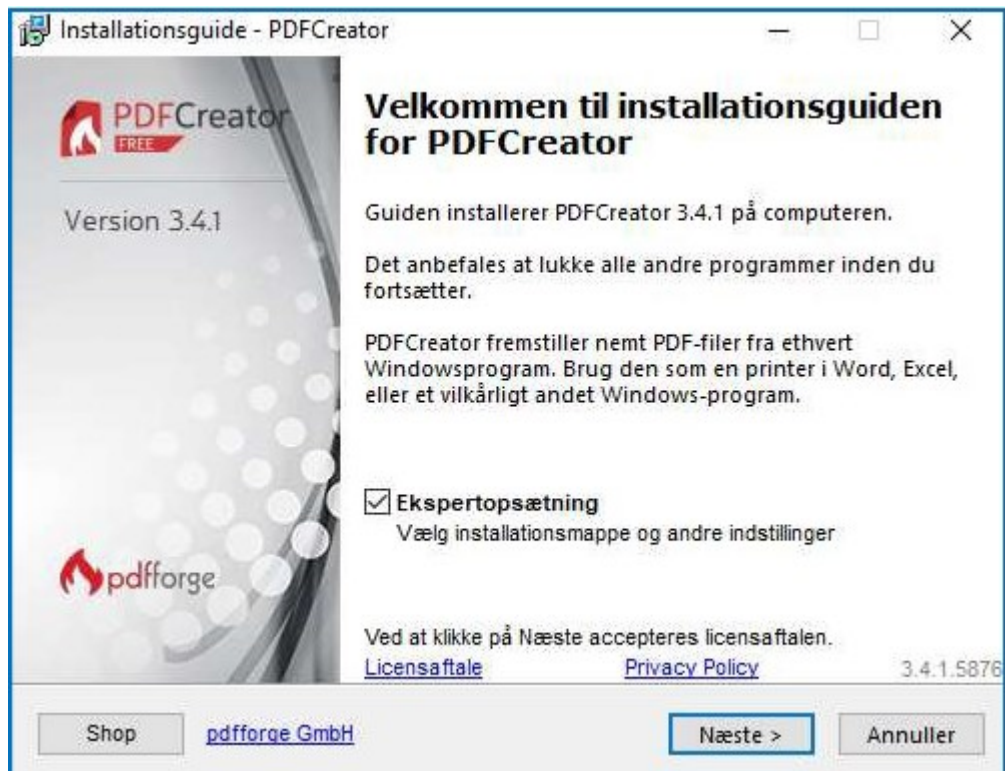 Installationsguide - PDFCreator
PDFCreator
FREE
Version 3.4.1
pdfforge
Velkommen til installationsguiden
for PDFCreator
Guiden installerer PDFCreator 3.4.1 på computeren.
Det anbefales at lukke alle andre programmer inden du
fortsætter.
PDFCreator fremstiller nemt PDF-filer fra ethvert
Windowsprogram. Brug den som en printer i Word, Excel,
eller et vilkårligt andet Windows-program.
Ekspertopsætning
Vælg installationsmappe og andre indstillinger
Ved at klikke på Næste accepteres licensaftalen.
Licensaftale Privacy Policy 3.4.1.5876
Shop pdfforge GmbH Næste > Annuller